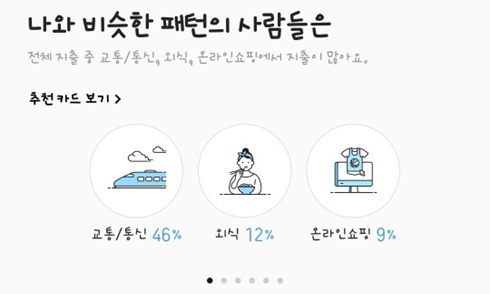 나와 비슷한 패턴의 사람들은
전체 지출 중 교통/통신, 외식, 온라인쇼핑에서 지출이 많아요.
추천 카드 보기 >
교통/통신 46% 외식 12% 온라인쇼핑 9%